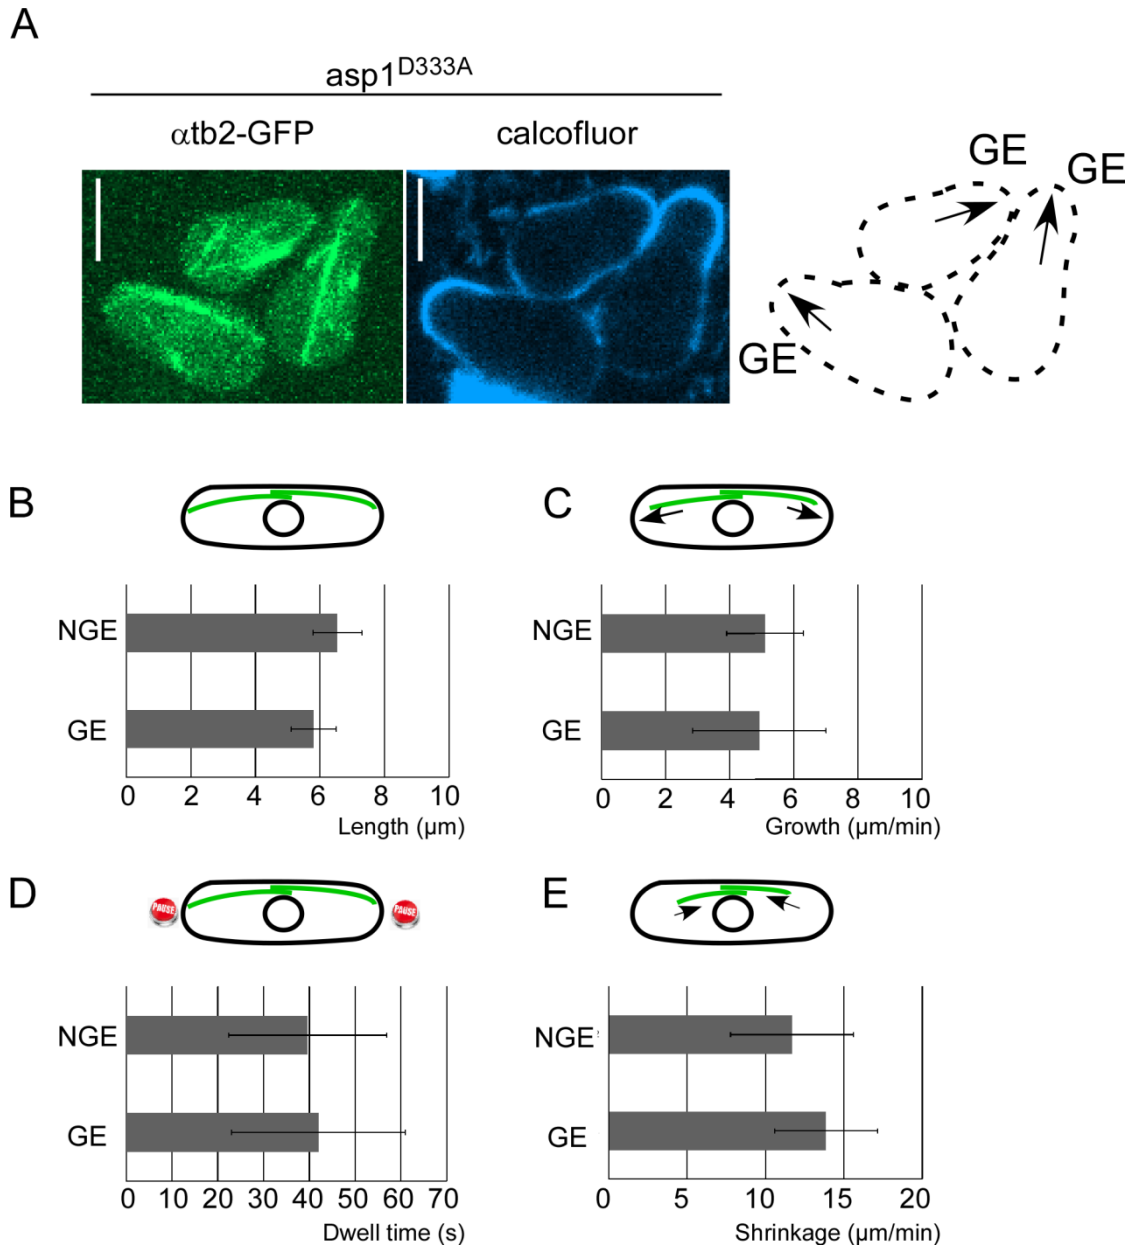 A
asp1D333A
αtb2-GFP calcofluor
GE
GE
GE
B
NGE
GE
0 2 4 6 8 10
Length (µm)
C
NGE
GE
0 2 4 6 8 10
Growth (µm/min)
D
PAUSE PAUSE
NGE
GE
0 10 20 30 40 50 60 70
Dwell time (s)
E
NGE
GE
0 5 10 15 20
Shrinkage (µm/min)